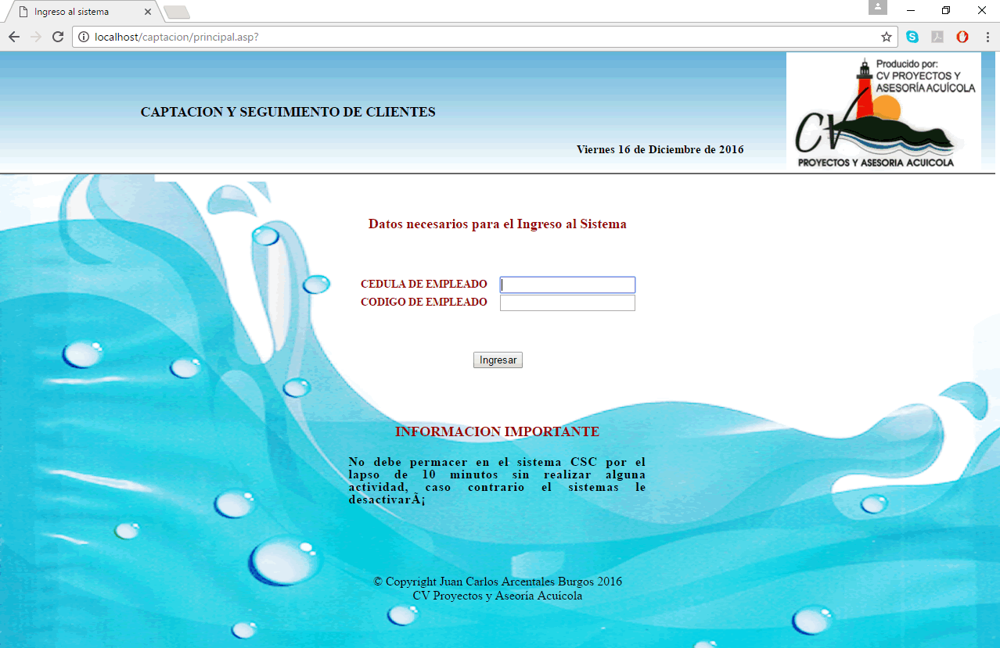 Ingreso al sistema
localhost/captacion/principal.asp?
Producido por:
CV PROYECTOS Y
ASESORÍA ACUÍCOLA
CAPTACION Y SEGUIMIENTO DE CLIENTES
Viernes 16 de Diciembre de 2016
CV
PROYECTOS Y ASESORIA ACUICOLA
Datos necesarios para el Ingreso al Sistema
CEDULA DE EMPLEADO
CODIGO DE EMPLEADO
Ingresar
INFORMACION IMPORTANTE
No debe permacer en el sistema CSC por el
lapso de 10 minutos sin realizar alguna
actividad, caso contrario el sistemas le
desactivarÃ¡
© Copyright Juan Carlos Arcentales Burgos 2016
CV Proyectos y Aseoría Acuícola